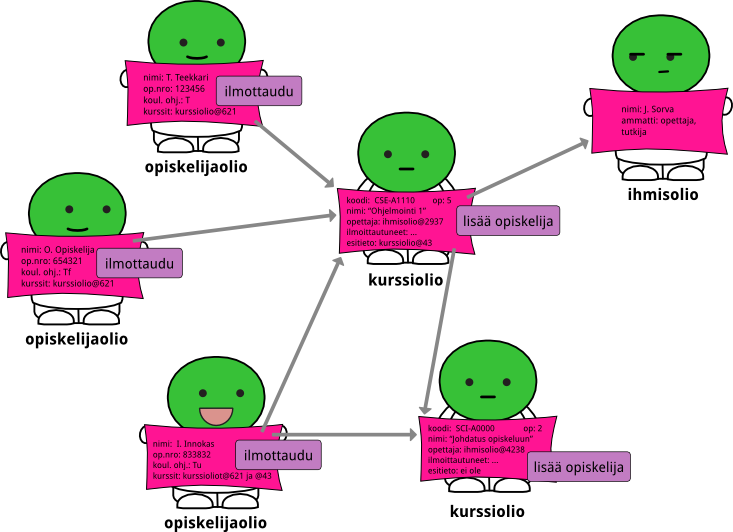 nimi: T. Teekkari
op.nro: 123456
koul. ohj.: T
kurssit: kurssiolio@621
ilmottaudu
opiskelijaolio
nimi: J. Sorva
ammatti: opettaja,
tutkija
ihmisolio
koodi: CSE-A1110 op: 5
nimi: "Ohjelmointi 1"
opettaja: ihmisolio@2937
ilmoittautuneet: ...
esitieto: kurssiolio@43
lisää opiskelija
kurssiolio
nimi: O. Opiskelija
op.nro: 654321
koul. ohj.: Tf
kurssit: kurssiolio@621
ilmottaudu
opiskelijaolio
nimi: I. Innokas
op.nro: 833832
koul. ohj.: Tu
kurssit: kurssioliot@621 ja @43
ilmottaudu
opiskelijaolio
koodi: SCI-A0000 op: 2
nimi: "Johdatus opiskeluun"
opettaja: ihmisolio@4238
ilmoittautuneet: ...
esitieto: ei ole
lisää opiskelija
kurssiolio